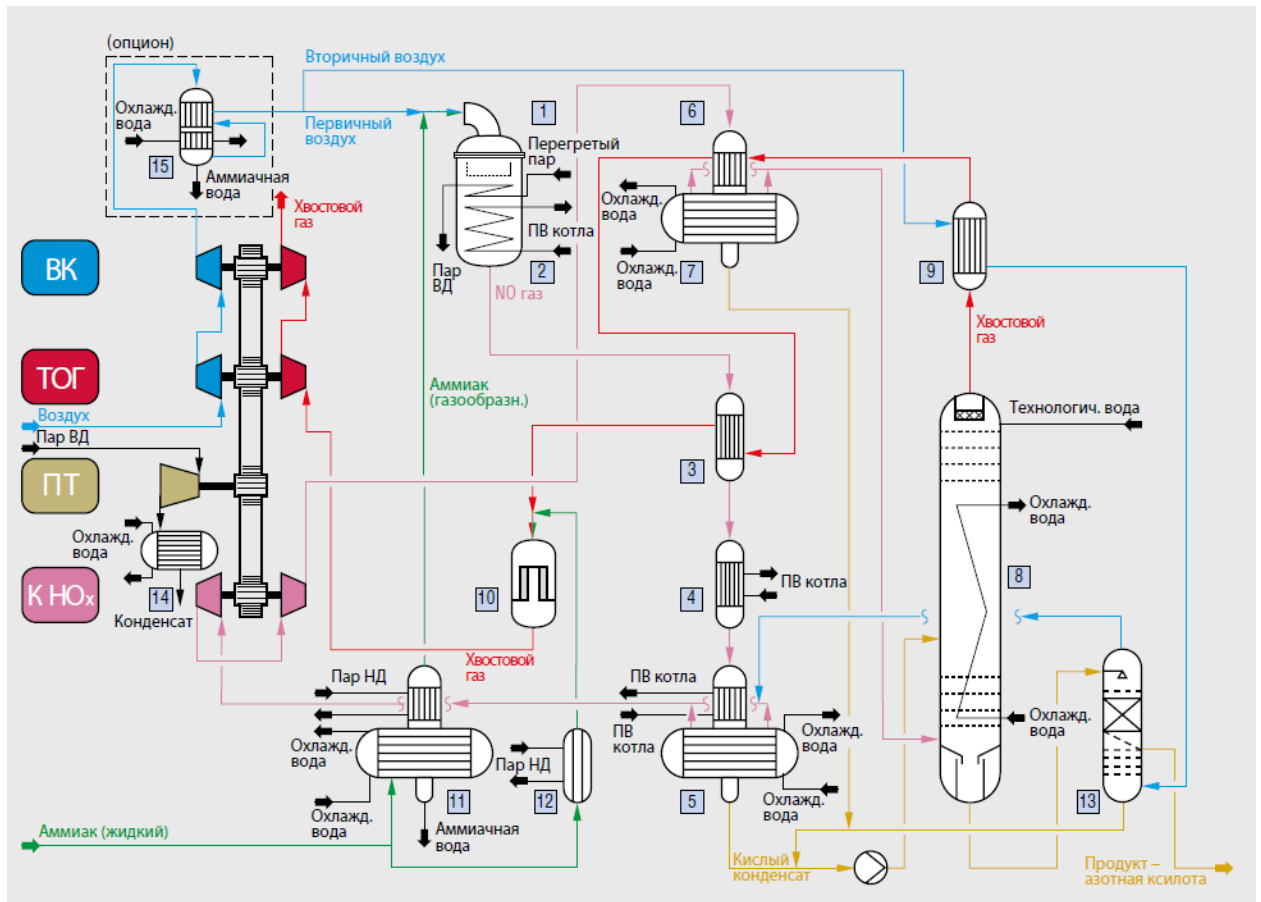 (опцион)
Вторичный воздух
Охлажд.
вода
Первичный
воздух
15
Аммиачная
вода
Хвостовой
газ
1
Перегретый
пар
ПВ котла
Пар
ВД
2
NO газ
6
Охлажд.
вода
Охлажд.
вода
7
9
Хвостовой
газ
ВК
ТОГ
Воздух
Пар ВД
ПТ
Охлажд.
вода
14
Конденсат
К НОx
Аммиак
(газообразн.)
3
4
ПВ котла
10
Хвостовой
газ
Технологич. вода
Охлажд.
вода
8
Охлажд.
вода
Пар НД
Охлажд.
вода
Охлажд.
вода
11
Аммиачная
вода
Пар НД
12
ПВ котла
ПВ
котла
Охлажд.
вода
5
Охлажд.
вода
13
Аммиак (жидкий)
Кислый
конденсат
Продукт –
азотная ксилота